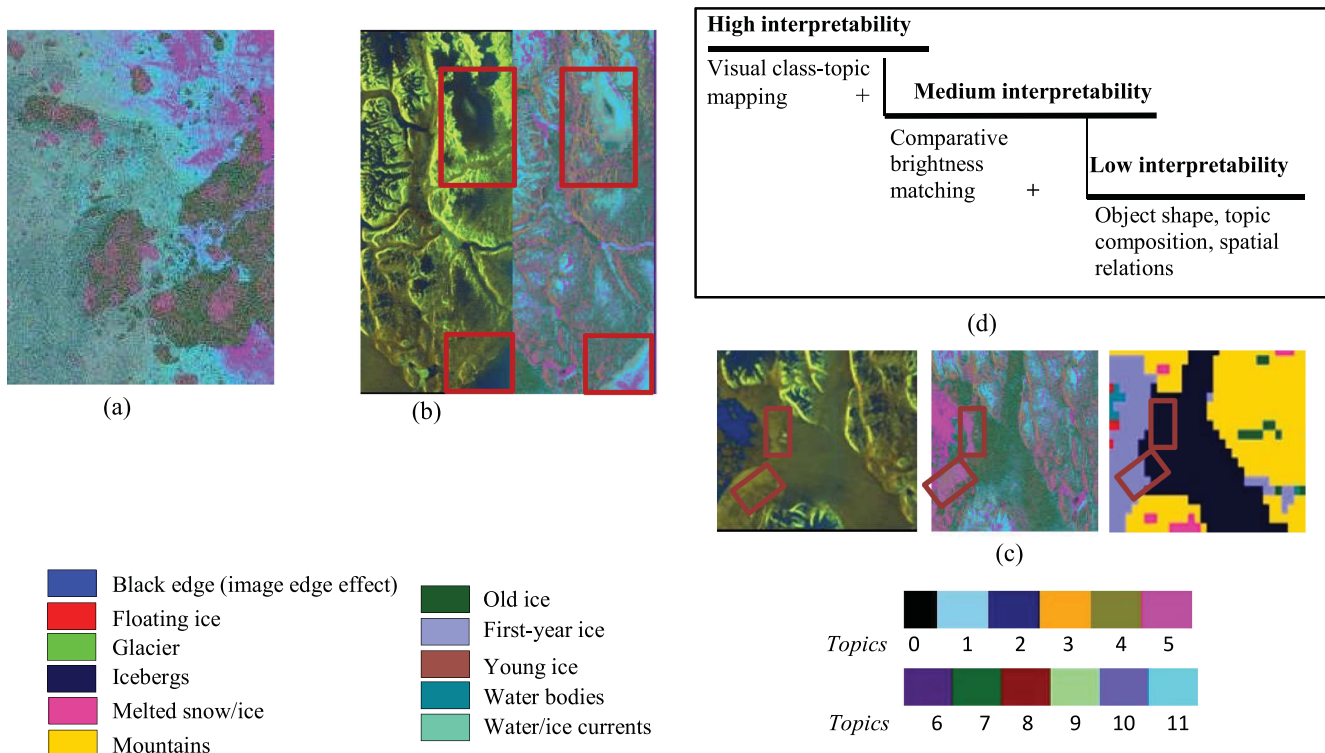 High interpretability
Visual class-topic
mapping +
Medium interpretability
Comparative
brightness
matching +
Low interpretability
Object shape, topic
composition, spatial
relations
(a)
(b)
(d)
(c)
Black edge (image edge effect)
Floating ice
Glacier
Icebergs
Melted snow/ice
Mountains
Old ice
First-year ice
Young ice
Water bodies
Water/ice currents
Topics 0 1 2 3 4 5
Topics 6 7 8 9 10 11